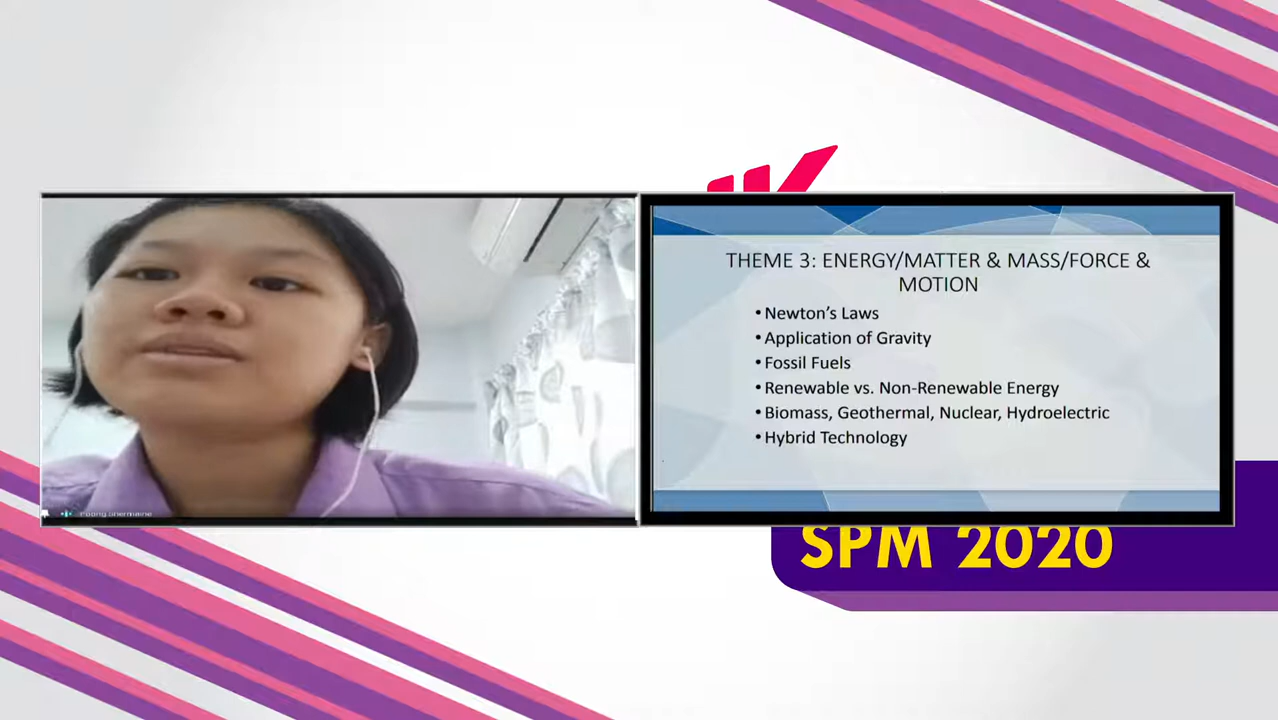 THEME 3: ENERGY/MATTER & MASS/FORCE &
MOTION
• Newton's Laws
• Application of Gravity
• Fossil Fuels
• Renewable vs. Non-Renewable Energy
• Biomass, Geothermal, Nuclear, Hydroelectric
• Hybrid Technology
SPM 2020